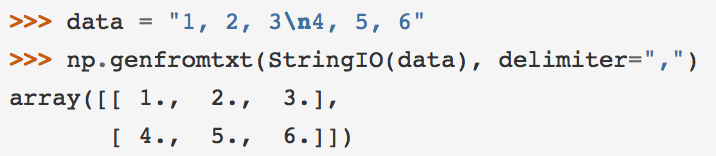 >>> data = "1, 2, 3\n4, 5, 6"
>>> np.genfromtxt(StringIO(data), delimiter=",")
array([[ 1.,  2.,  3.],
       [ 4.,  5.,  6.]])